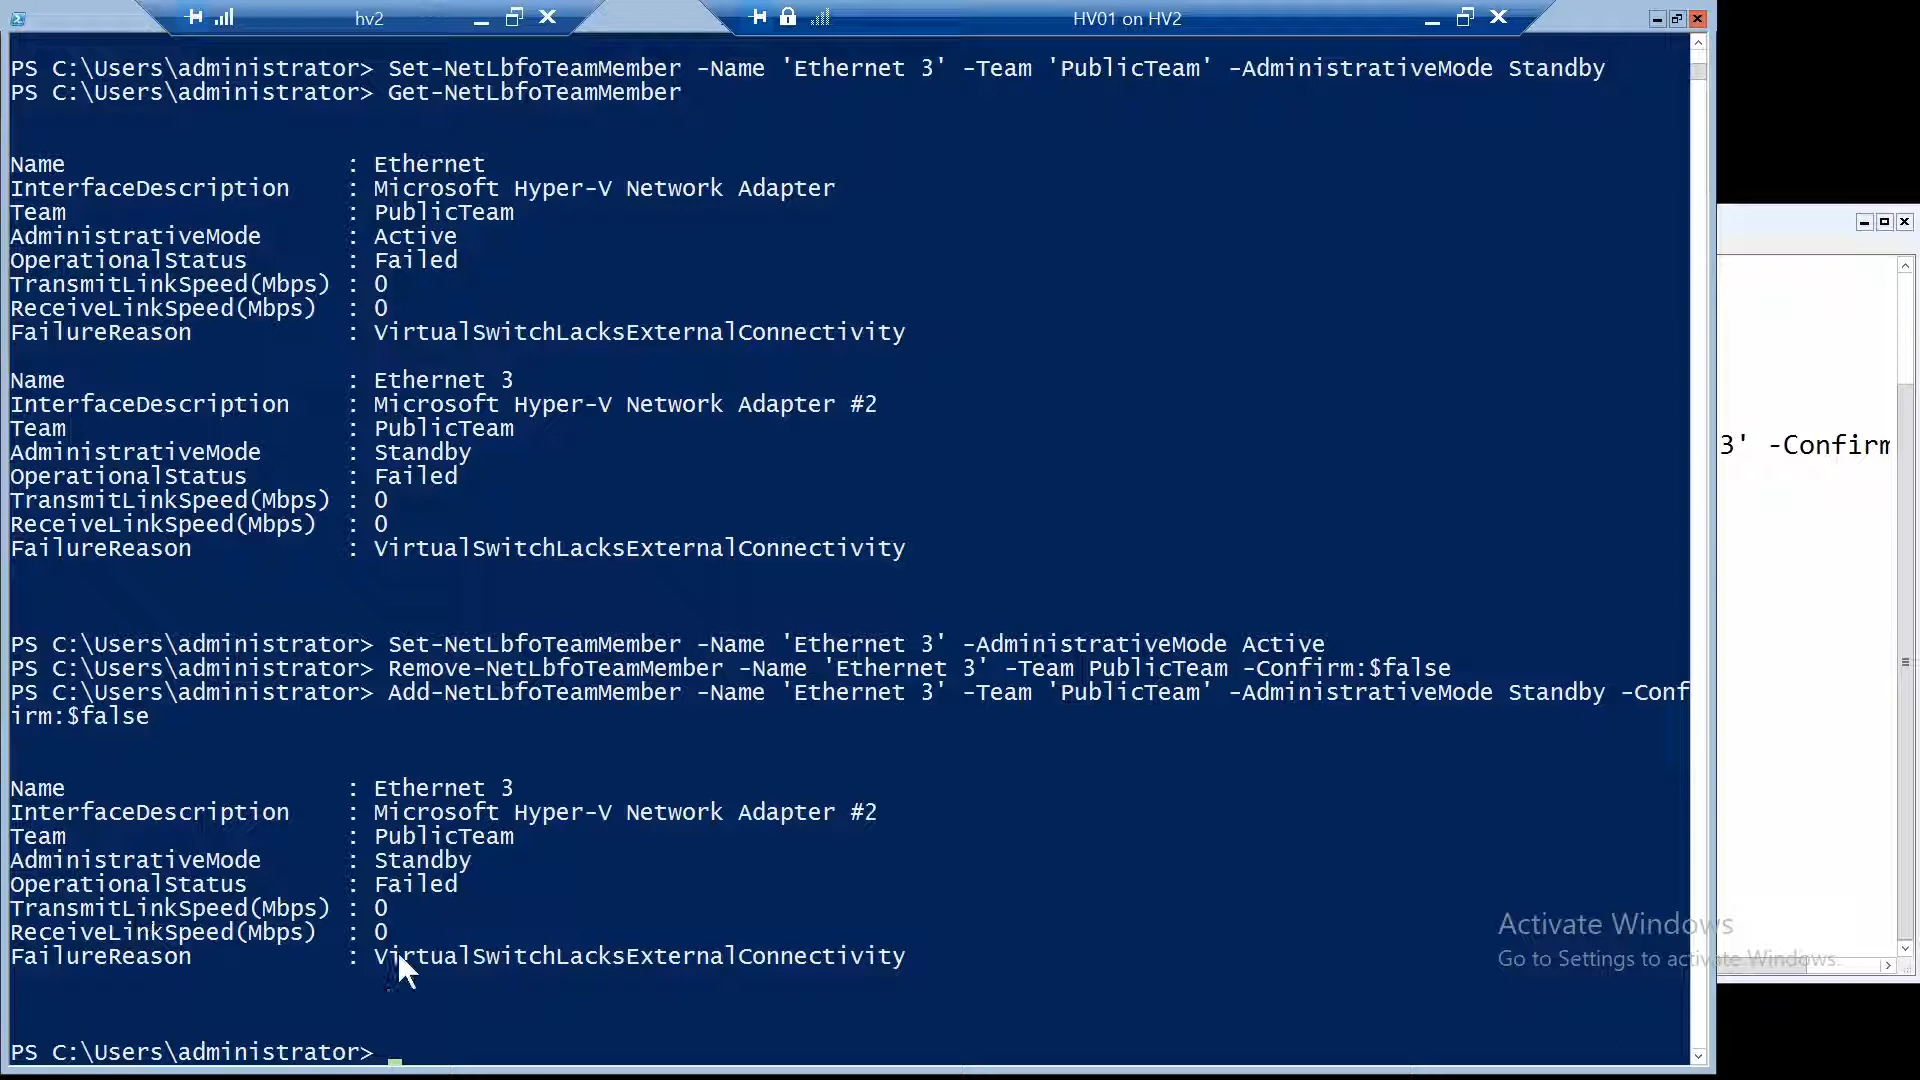 hv2
HV01 on HV2
PS C:\Users\administrator> Set-NetLbfoTeamMember -Name 'Ethernet 3' -Team 'PublicTeam' -AdministrativeMode Standby
PS C:\Users\administrator> Get-NetLbfoTeamMember
Name : Ethernet
InterfaceDescription : Microsoft Hyper-V Network Adapter
Team : PublicTeam
AdministrativeMode : Active
OperationalStatus : Failed
TransmitLinkSpeed(Mbps) : 0
ReceiveLinkSpeed(Mbps) : 0
FailureReason : VirtualSwitchLacksExternalConnectivity
Name : Ethernet 3
InterfaceDescription : Microsoft Hyper-V Network Adapter #2
Team : PublicTeam
AdministrativeMode : Standby
OperationalStatus : Failed
TransmitLinkSpeed(Mbps) : 0
ReceiveLinkSpeed(Mbps) : 0
FailureReason : VirtualSwitchLacksExternalConnectivity
PS C:\Users\administrator> Set-NetLbfoTeamMember -Name 'Ethernet 3' -AdministrativeMode Active
PS C:\Users\administrator> Remove-NetLbfoTeamMember -Name 'Ethernet 3' -Team PublicTeam -Confirm:$false
PS C:\Users\administrator> Add-NetLbfoTeamMember -Name 'Ethernet 3' -Team 'PublicTeam' -AdministrativeMode Standby -Conf
irm:$false
Name : Ethernet 3
InterfaceDescription : Microsoft Hyper-V Network Adapter #2
Team : PublicTeam
AdministrativeMode : Standby
OperationalStatus : Failed
TransmitLinkSpeed(Mbps) : 0
ReceiveLinkSpeed(Mbps) : 0
FailureReason : VirtualSwitchLacksExternalConnectivity
PS C:\Users\administrator>
3' -Confirm
Activate Windows
Go to Settings to activate Windows.